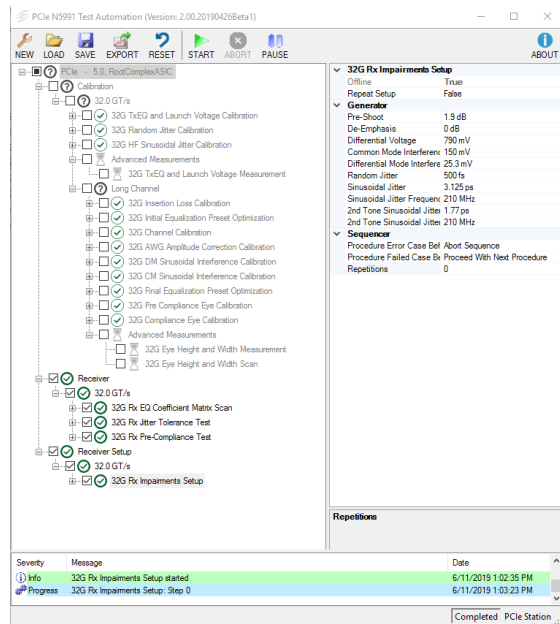 PCIe N5991 Test Automation (Version: 2.00.20190426Beta1)
NEW LOAD SAVE EXPORT RESET START ABORT PAUSE ABOUT
PCIe - 5.0, RootComplexASIC
Calibration
32.0 GT/s
32G TxEQ and Launch Voltage Calibration
32G Random Jitter Calibration
32G HF Sinusoidal Jitter Calibration
Advanced Measurements
32G TxEQ and Launch Voltage Measurement
Long Channel
32G Insertion Loss Calibration
32G Initial Equalization Preset Optimization
32G Channel Calibration
32G AWG Amplitude Correction Calibration
32G DM Sinusoidal Interference Calibration
32G CM Sinusoidal Interference Calibration
32G Final Equalization Preset Optimization
32G Pre Compliance Eye Calibration
32G Compliance Eye Calibration
Advanced Measurements
32G Eye Height and Width Measurement
32G Eye Height and Width Scan
Receiver
32.0 GT/s
32G Rx EQ Coefficient Matrix Scan
32G Rx Jitter Tolerance Test
32G Rx Pre-Compliance Test
Receiver Setup
32.0 GT/s
32G Rx Impairments Setup
32G Rx Impairments Setup
Offline True
Repeat Setup False
Generator
Pre-Shoot 1.9 dB
De-Emphasis 0 dB
Differential Voltage 790 mV
Common Mode Interferenc 150 mV
Differential Mode Interfere 25.3 mV
Random Jitter 500 fs
Sinusoidal Jitter 3.125 ps
Sinusoidal Jitter Frequenc 210 MHz
2nd Tone Sinusoidal Jitter 1.77 ps
2nd Tone Sinusoidal Jitter 210 MHz
Sequencer
Procedure Error Case Bel Abort Sequence
Procedure Failed Case Be Proceed With Next Procedure
Repetitions 0
Repetitions
Severity Message Date
Info 32G Rx Impairments Setup started 6/11/2019 1:02:35 PM
Progress 32G Rx Impairments Setup: Step 0 6/11/2019 1:03:23 PM
Completed PCIe Station